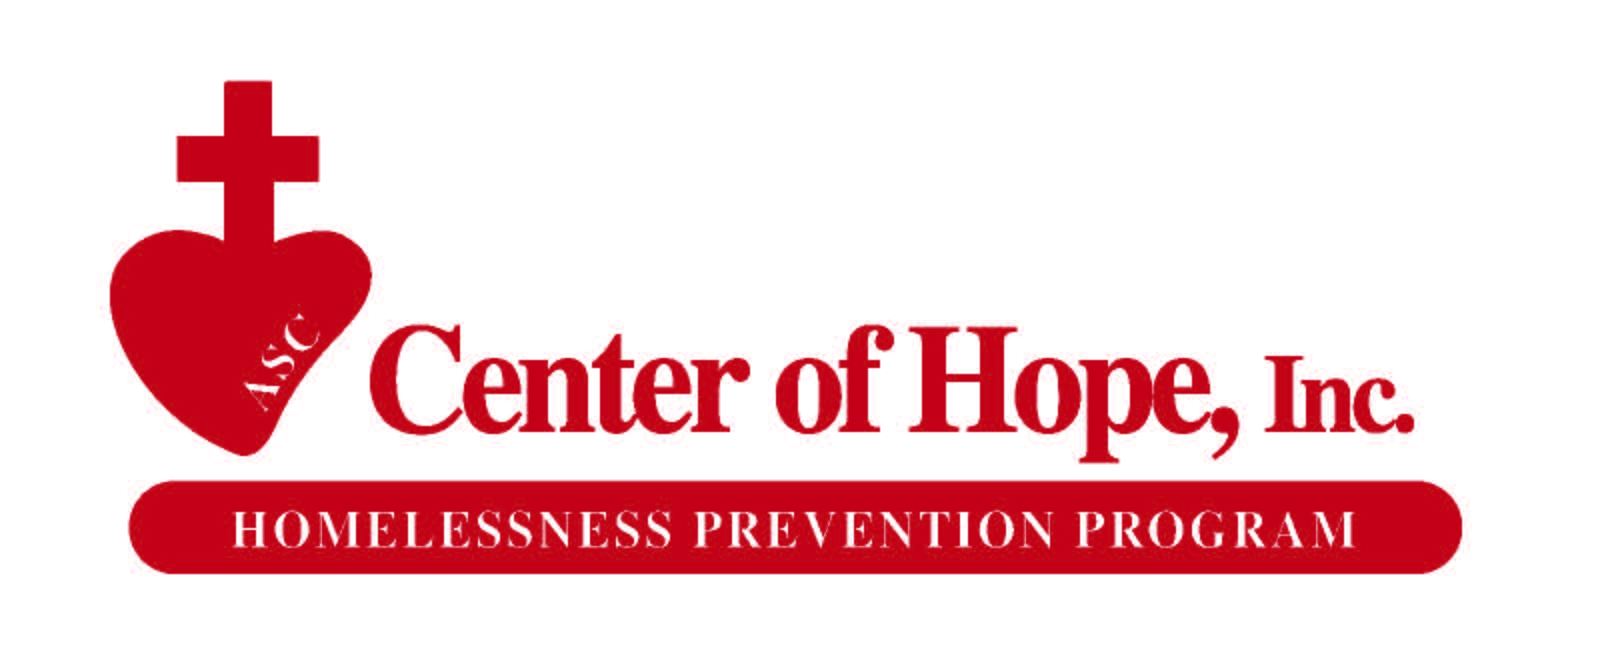 ASC
Center of Hope, Inc.
HOMELESSNESS PREVENTION PROGRAM